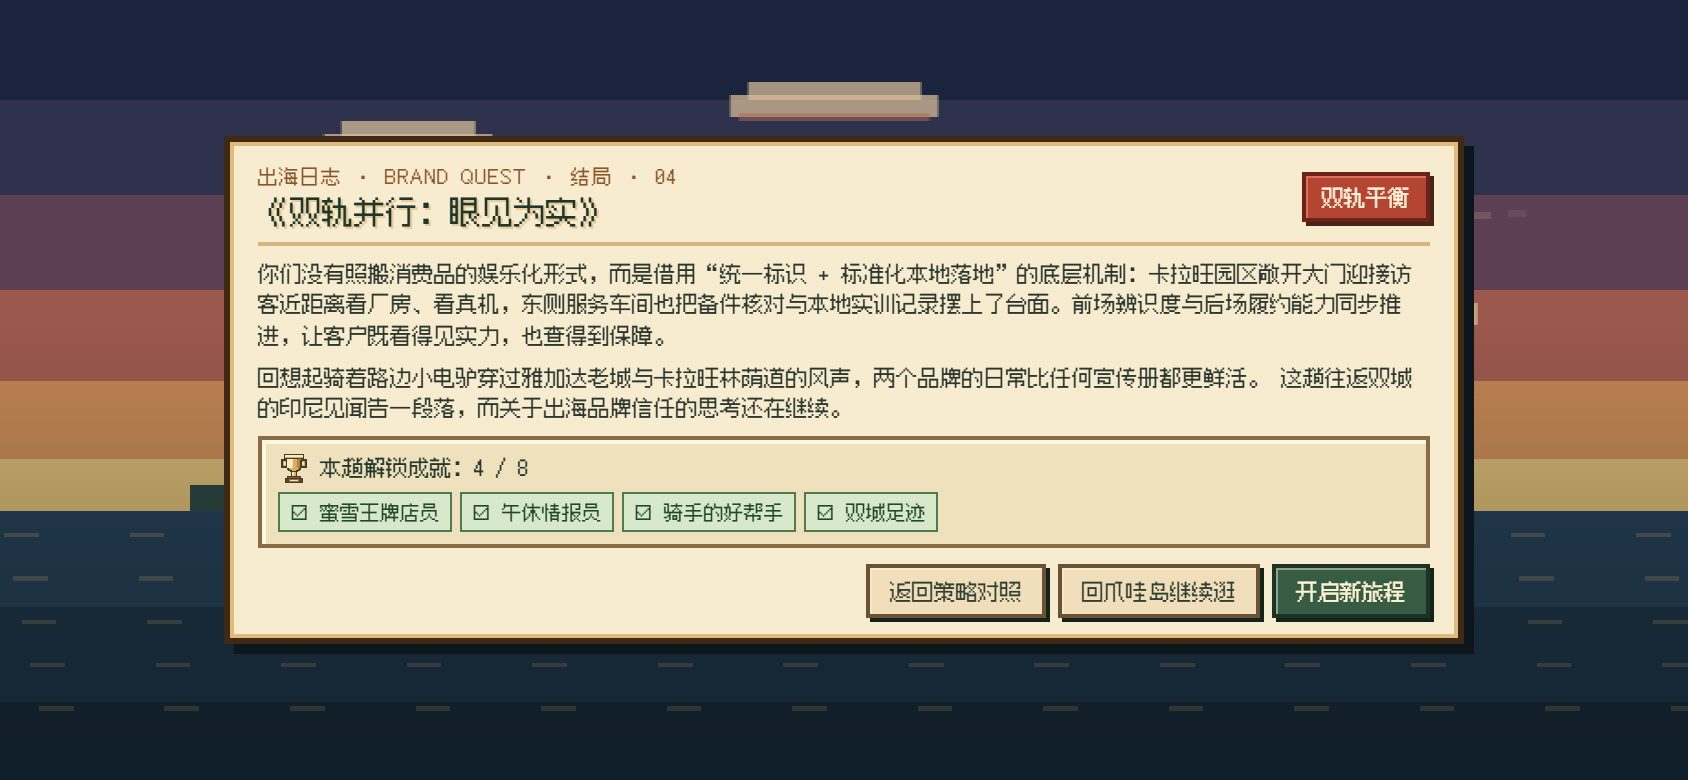 出海日志 · BRAND QUEST · 结局 · 04
《双轨并行：眼见为实》
双轨平衡
你们没有照搬消费品的娱乐化形式，而是借用“统一标识 + 标准化本地落地”的底层机制：卡拉旺园区敞开大门迎接访
客近距离看厂房、看真机，东侧服务车间也把备件核对与本地实训记录摆上了台面。前场辨识度与后场履约能力同步推
进，让客户既看得见实力，也查得到保障。
回想起骑着路边小电驴穿过雅加达老城与卡拉旺林荫道的风声，两个品牌的日常比任何宣传册都更鲜活。 这趟往返双城
的印尼见闻告一段落，而关于出海品牌信任的思考还在继续。
本趟解锁成就：4 / 8
☑ 蜜雪王牌店员 ☑ 午休情报员 ☑ 骑手的好帮手 ☑ 双城足迹
返回策略对照 回爪哇岛继续逛 开启新旅程